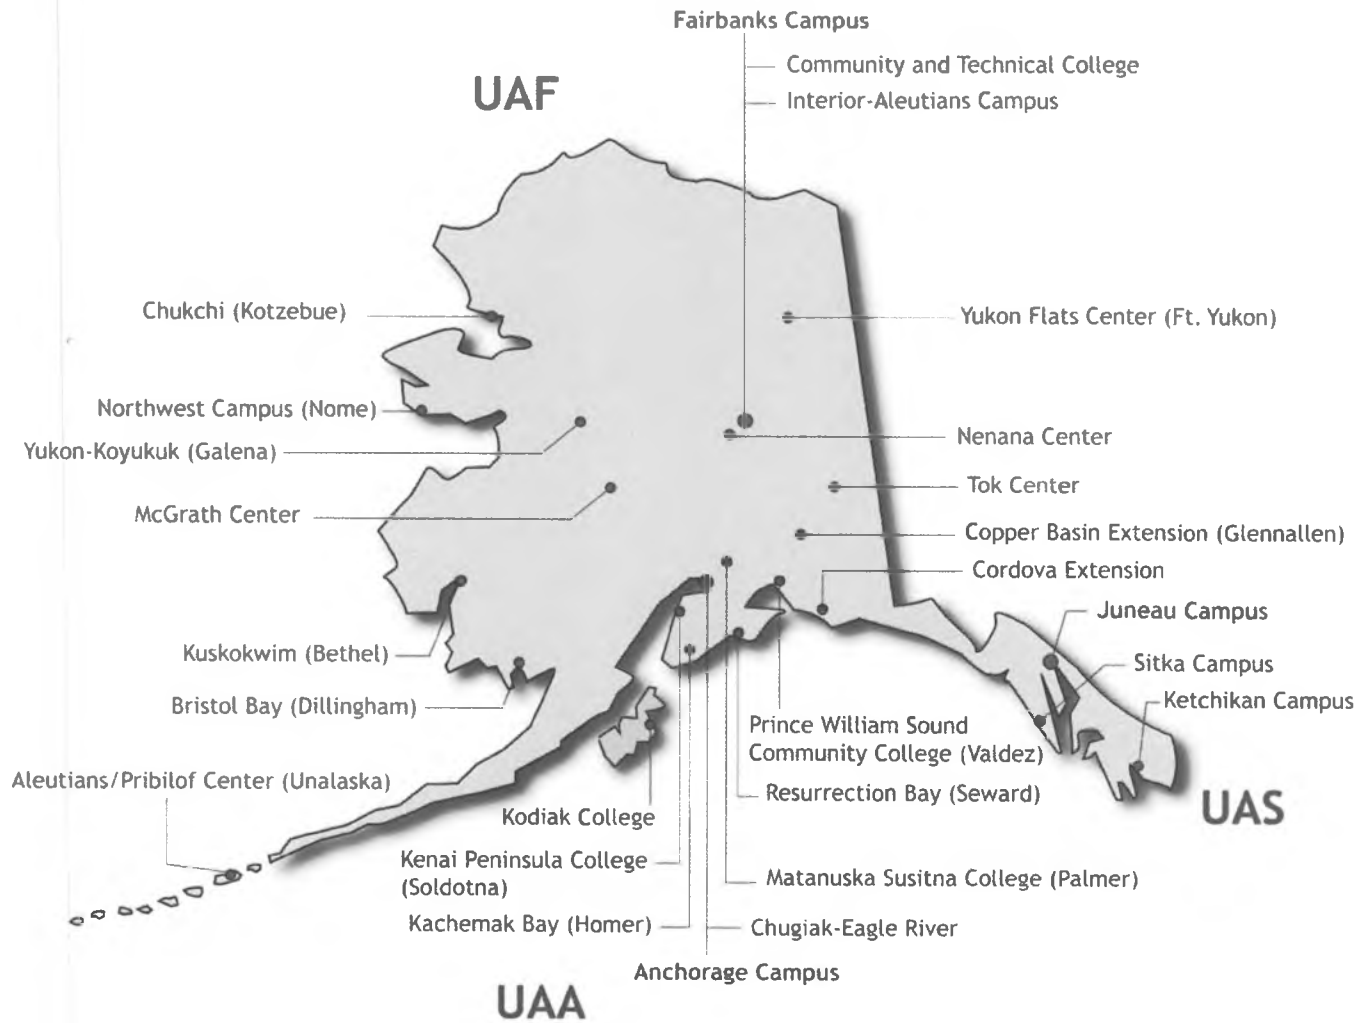 Fairbanks Campus
Community and Technical College
UAF
Interior-Aleutians Campus
Chukchi (Kotzebue)
Yukon Flats Center (Ft. Yukon)
Northwest Campus (Nome)
Nenana Center
Yukon-Koyukuk (Galena)
Tok Center
McGrath Center
Copper Basin Extension (Glennallen)
Cordova Extension
Juneau Campus
Kuskokwim (Bethel)
Sitka Campus
Ketchikan Campus
Bristol Bay (Dillingham)
Prince William Sound
Community College (Valdez)
Aleutians/Pribilof Center (Unalaska)
Resurrection Bay (Seward)
UAS
Kodiak College
Kenai Peninsula College
(Soldotna)
Matanuska Susitna College (Palmer)
Kachemak Bay (Homer)
Chugiak-Eagle River
Anchorage Campus
UAA